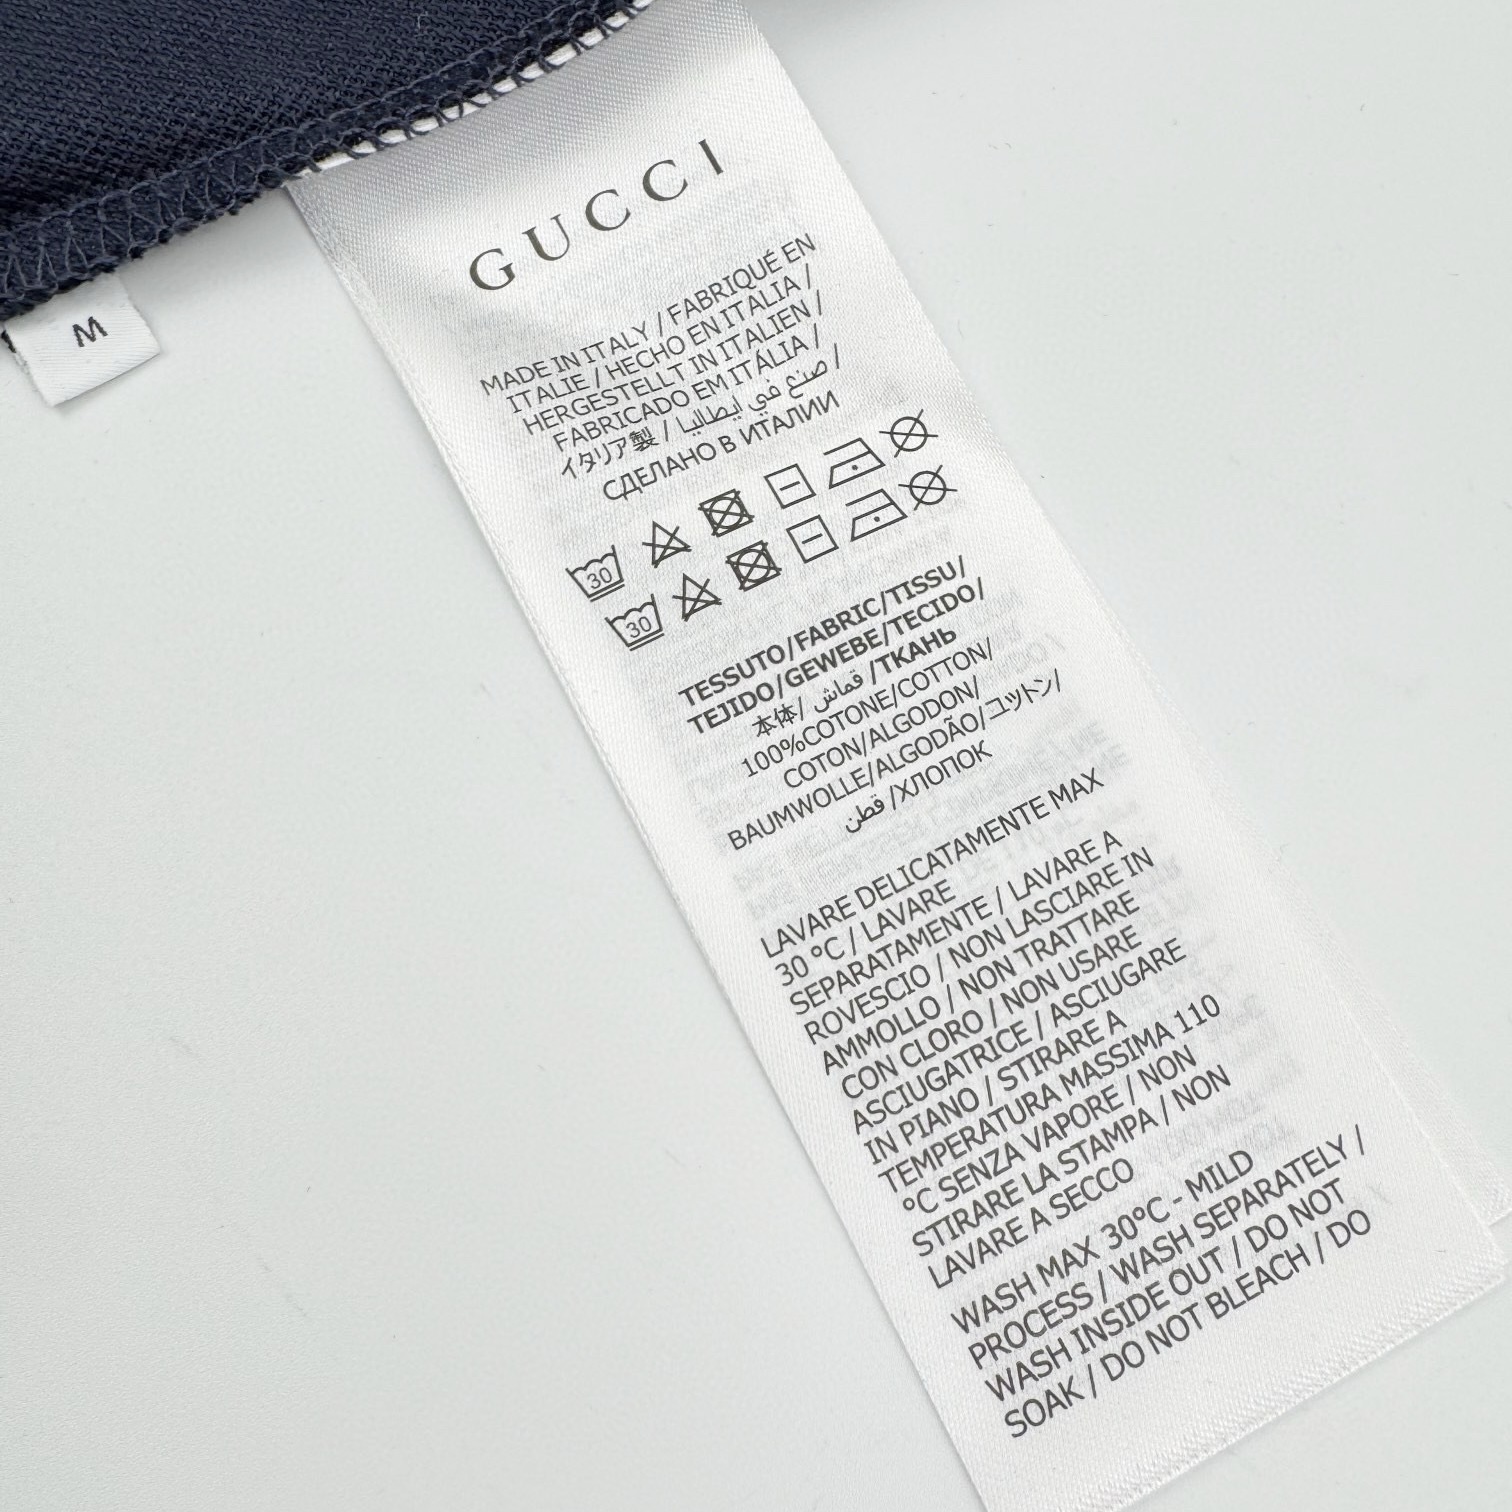 M
GUCCI
MADE IN ITALY / FABRIQUÉ EN
ITALIE / HECHO EN ITALIA /
HERGESTELLT IN ITALIEN /
FABRICADO EM ITÁLIA /
イタリア製 / صنع في ايطاليا /
СДЕЛАНО В ИТАЛИИ
30
30
TESSUTO/FABRIC/TISSU/
TEJIDO/GEWEBE/TECIDO/
本体/ قماش /ТКАНЬ
100%COTONE/COTTON/
COTON/ALGODON/
BAUMWOLLE/ALGODÃO/コットン/
قطن /ХЛОПОК
LAVARE DELICATAMENTE MAX
30 °C / LAVARE
SEPARATAMENTE / LAVARE A
ROVESCIO / NON LASCIARE IN
AMMOLLO / NON TRATTARE
CON CLORO / NON USARE
ASCIUGATRICE / ASCIUGARE
IN PIANO / STIRARE A
TEMPERATURA MASSIMA 110
°C SENZA VAPORE / NON
STIRARE LA STAMPA / NON
LAVARE A SECCO
WASH MAX 30°C - MILD
PROCESS / WASH SEPARATELY /
WASH INSIDE OUT / DO NOT
SOAK / DO NOT BLEACH / DO